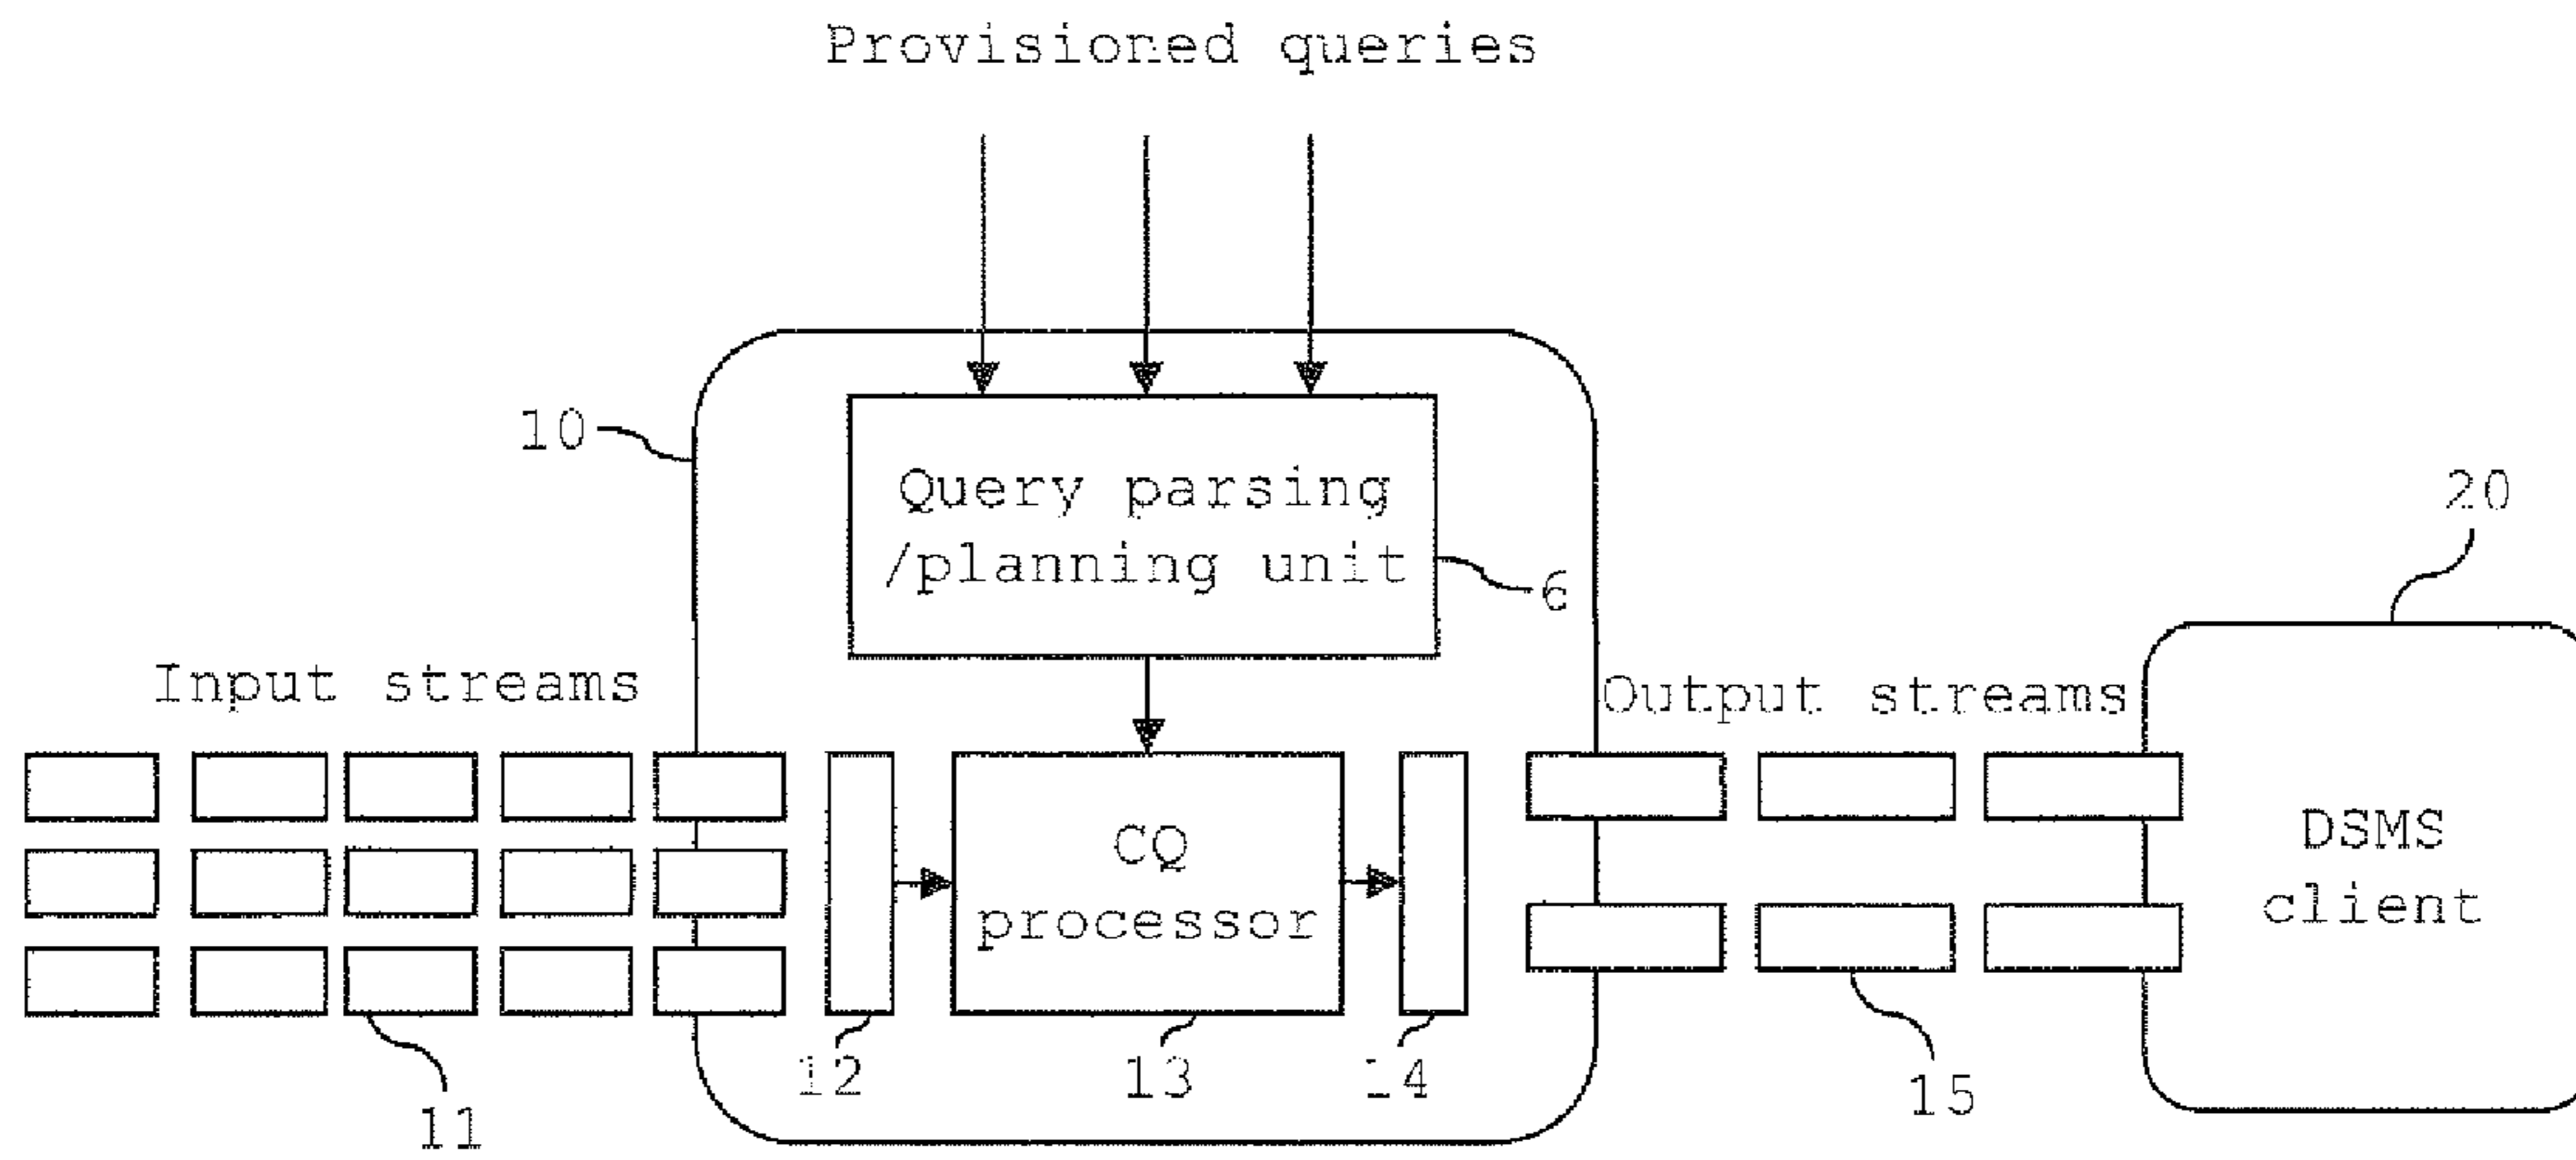 Provisioned queries
10
Query parsing
/planning unit
6
20
Input streams
Output streams
CQ
processor
DSMS
client
12
13
14
15
11